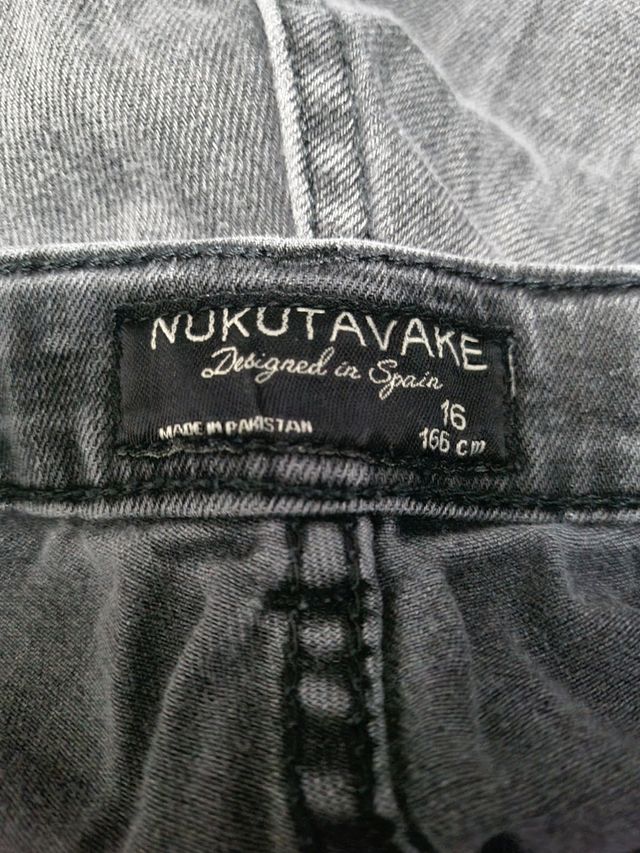 NUKUTAVAKE
Designed in Spain
16
MADE IN PAKISTAN
166 cm